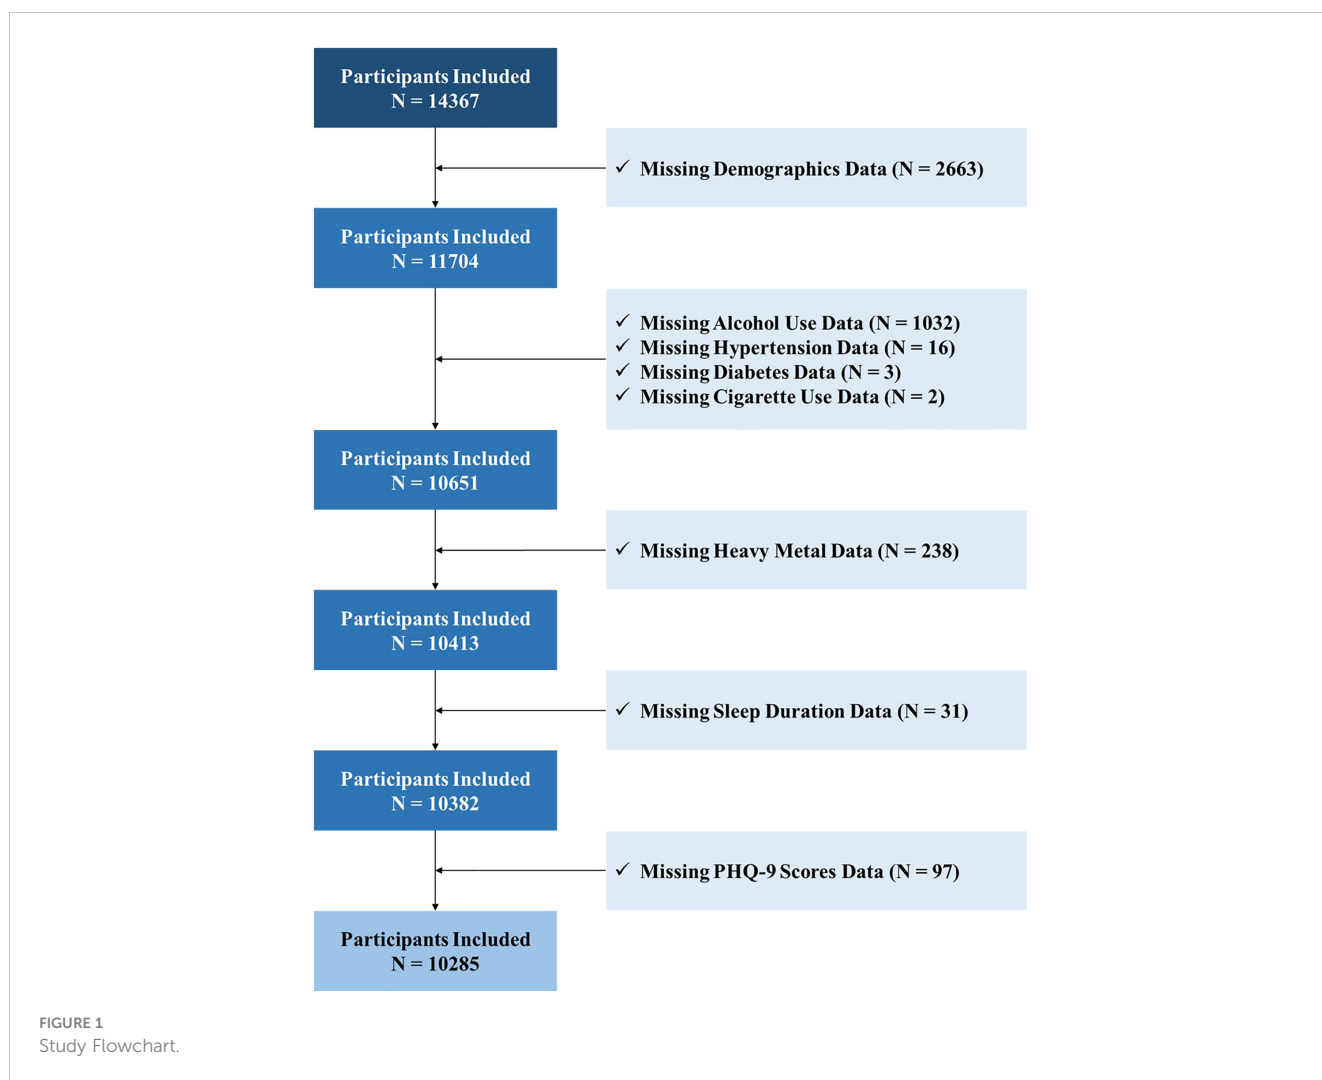 Participants Included
N = 14367
✓ Missing Demographics Data (N = 2663)
Participants Included
N = 11704
✓ Missing Alcohol Use Data (N = 1032)
✓ Missing Hypertension Data (N = 16)
✓ Missing Diabetes Data (N = 3)
✓ Missing Cigarette Use Data (N = 2)
Participants Included
N = 10651
✓ Missing Heavy Metal Data (N = 238)
Participants Included
N = 10413
✓ Missing Sleep Duration Data (N = 31)
Participants Included
N = 10382
✓ Missing PHQ-9 Scores Data (N = 97)
Participants Included
N = 10285
FIGURE 1
Study Flowchart.